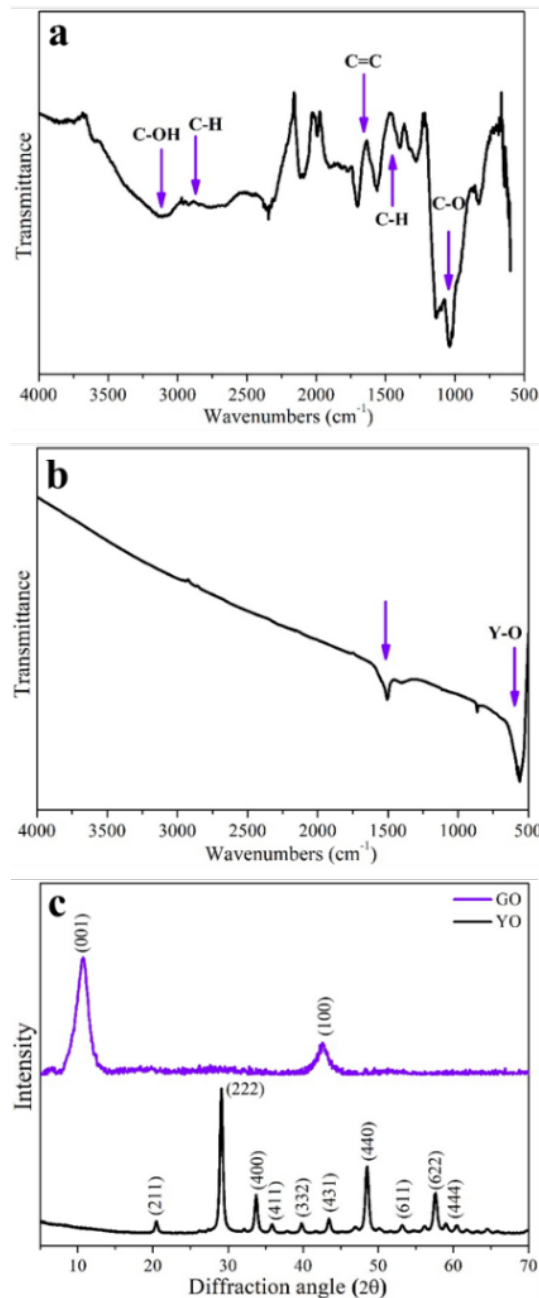 a
C=C
C-OH
C-H
C-H
C-O
Transmittance
4000 3500 3000 2500 2000 1500 1000 500
Wavenumbers (cm⁻¹)
b
Y-O
Transmittance
4000 3500 3000 2500 2000 1500 1000 500
Wavenumbers (cm⁻¹)
c
GO
YO
(001)
(100)
(222)
(211)
(400)
(411)
(332)
(431)
(440)
(611)
(622)
(444)
Intensity
10 20 30 40 50 60 70
Diffraction angle (2θ)